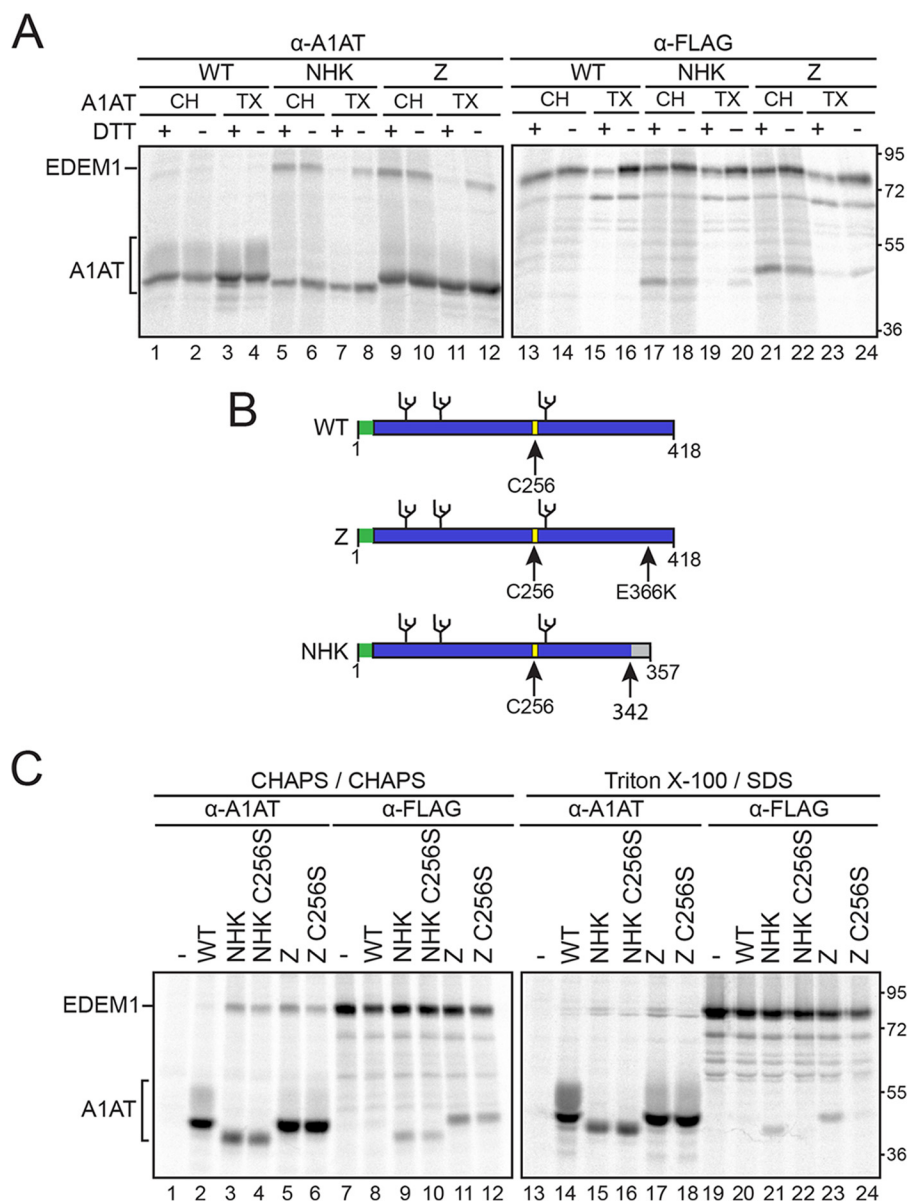 A
α-A1AT α-FLAG
WT NHK Z WT NHK Z
A1AT CH TX CH TX CH TX CH TX CH TX CH TX
DTT + - + - + - + - + - + - + - + - + - + - + - + -
EDEM1
A1AT
95
72
55
36
1 2 3 4 5 6 7 8 9 10 11 12 13 14 15 16 17 18 19 20 21 22 23 24
B
WT
1 418
C256
Z
1 418
C256 E366K
NHK
1 357
C256 342
C
CHAPS / CHAPS Triton X-100 / SDS
α-A1AT α-FLAG α-A1AT α-FLAG
- WT NHK NHK C256S Z Z C256S - WT NHK NHK C256S Z Z C256S - WT NHK NHK C256S Z Z C256S - WT NHK NHK C256S Z Z C256S
EDEM1
A1AT
95
72
55
36
1 2 3 4 5 6 7 8 9 10 11 12 13 14 15 16 17 18 19 20 21 22 23 24